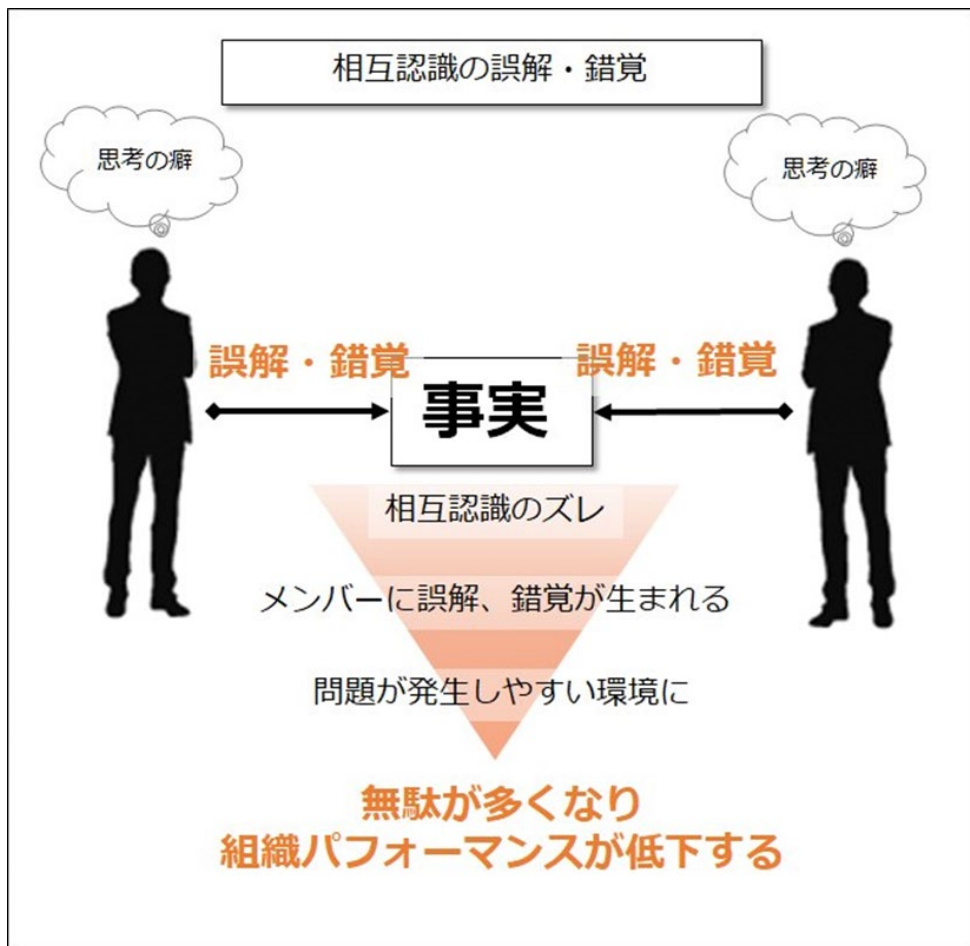 相互認識の誤解・錯覚
思考の癖
思考の癖
誤解・錯覚
誤解・錯覚
事実
相互認識のズレ
メンバーに誤解、錯覚が生まれる
問題が発生しやすい環境に
無駄が多くなり
組織パフォーマンスが低下する